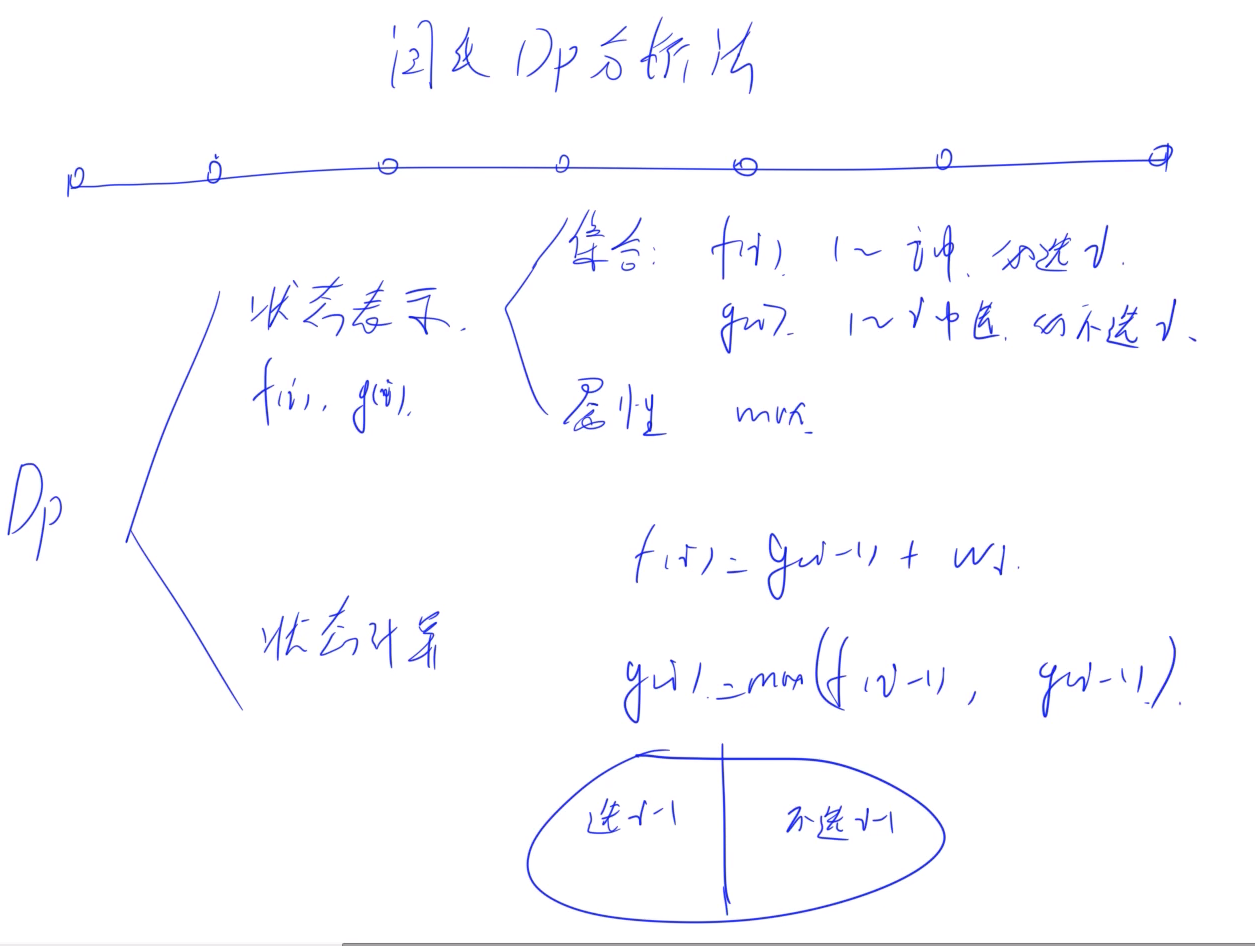 闫氏Dp分析法
集合: f(i). 1~i中. 必选i.
g(i). 1~i中选. 必不选i、
状态表示.
f(i), g(i).
属性 max
Dp
f(i) = g(i-1) + wi.
状态计算
g(i) = max(f(i-1), g(i-1)).
选i-1 不选i-1